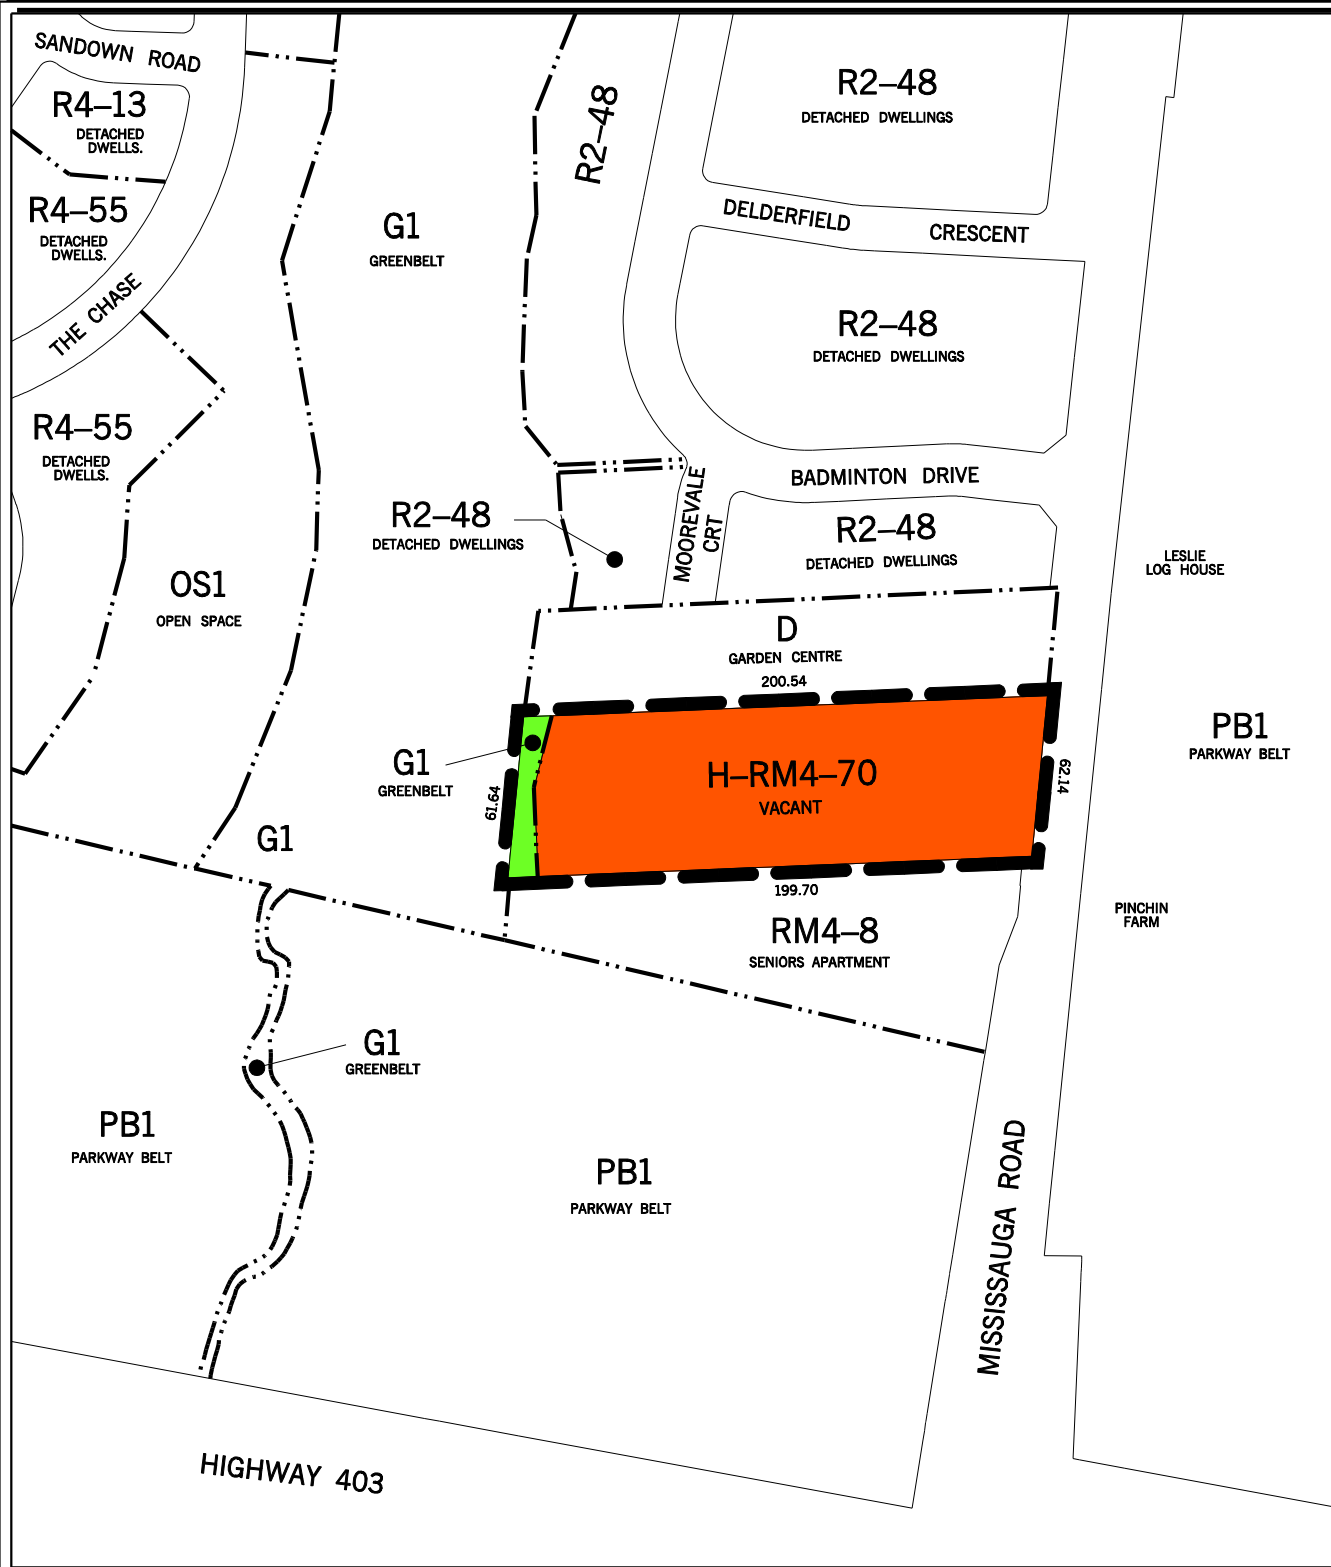 SANDOWN ROAD
R4–13
DETACHED
DWELLS.
R4–55
DETACHED
DWELLS.
THE CHASE
R4–55
DETACHED
DWELLS.
G1
GREENBELT
R2–48
R2–48
DETACHED DWELLINGS
DELDERFIELD CRESCENT
R2–48
DETACHED DWELLINGS
BADMINTON DRIVE
MOOREVALE
CRT
R2–48
DETACHED DWELLINGS
R2–48
DETACHED DWELLINGS
LESLIE
LOG HOUSE
OS1
OPEN SPACE
D
GARDEN CENTRE
200.54
G1
GREENBELT
61.64
H–RM4–70
VACANT
62.14
PB1
PARKWAY BELT
G1
199.70
RM4–8
SENIORS APARTMENT
PINCHIN
FARM
G1
GREENBELT
PB1
PARKWAY BELT
PB1
PARKWAY BELT
MISSISSAUGA ROAD
HIGHWAY 403